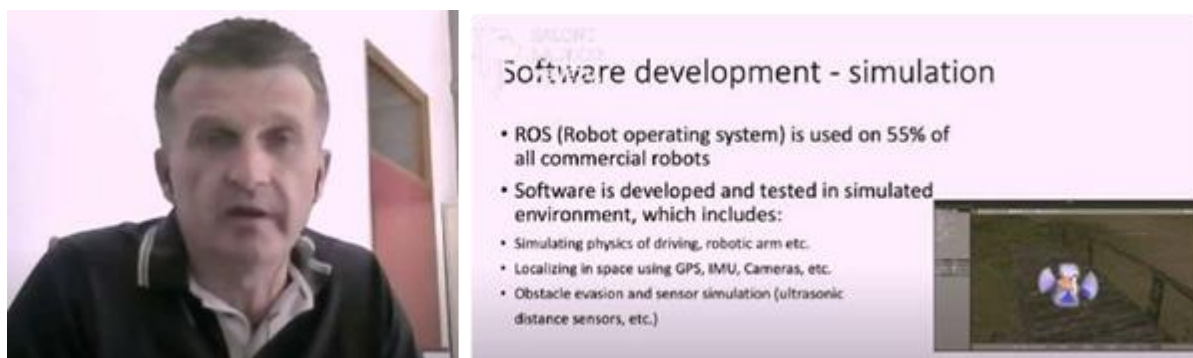 Software development - simulation
• ROS (Robot operating system) is used on 55% of
all commercial robots
• Software is developed and tested in simulated
environment, which includes:
• Simulating physics of driving, robotic arm etc.
• Localizing in space using GPS, IMU, Cameras, etc.
• Obstacle evasion and sensor simulation (ultrasonic
distance sensors, etc.)